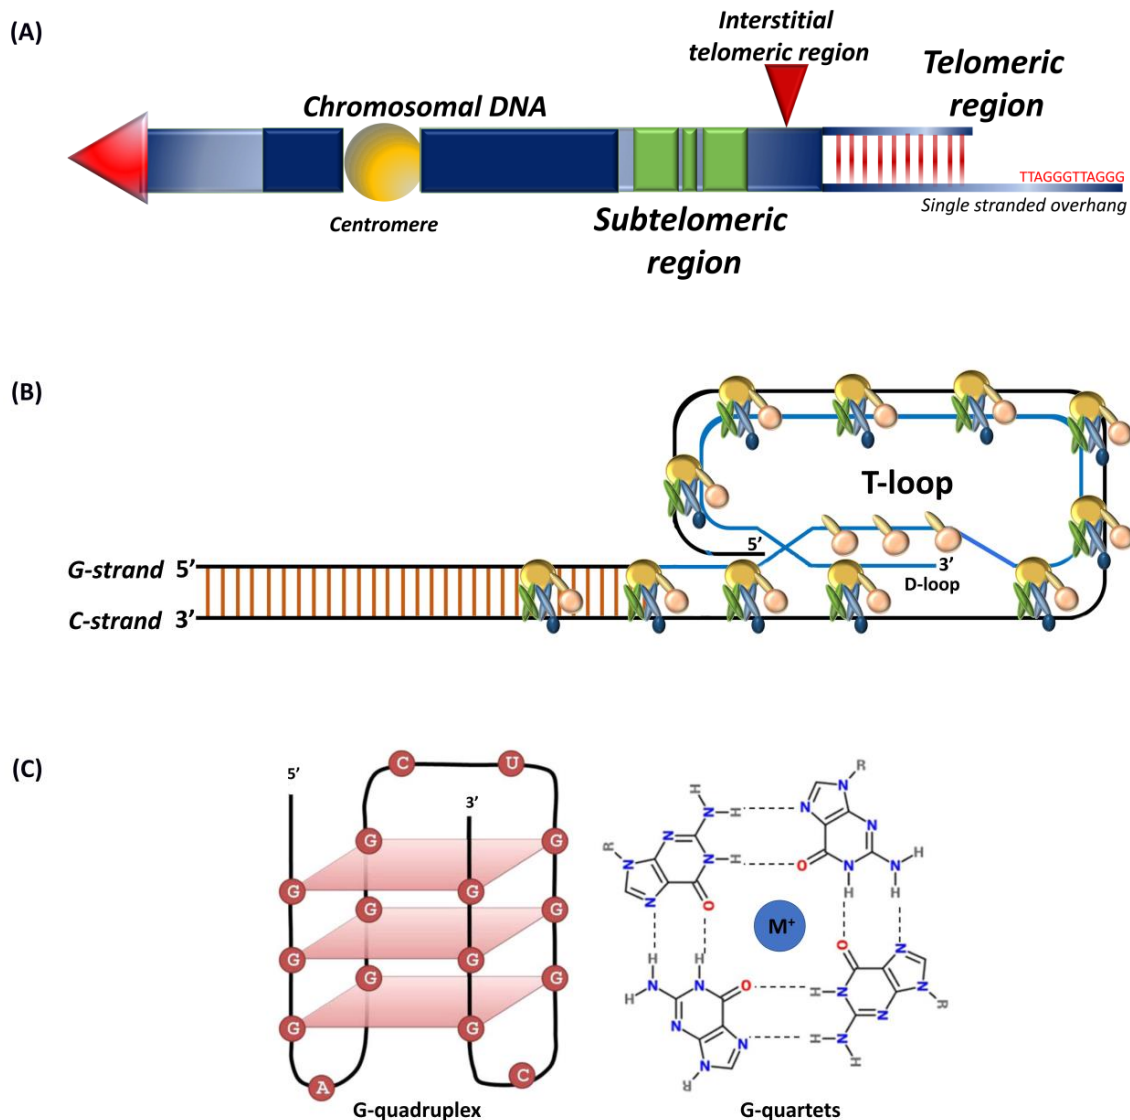 (A)
Interstitial
telomeric region
Telomeric
region
Chromosomal DNA
TTAGGGTTAGGG
Single stranded overhang
Centromere
Subtelomeric
region
(B)
T-loop
5’
3’
D-loop
G-strand 5’
C-strand 3’
(C)
5’
C U
3’
G G
G G
G G
G G
G G
G G
A C
G-quadruplex
R
H
H N H N N
N N H O N N H
R N N O N H
H H
M⁺
H H O N
H N N O H N N R
N N H N N H
R N H
G-quartets